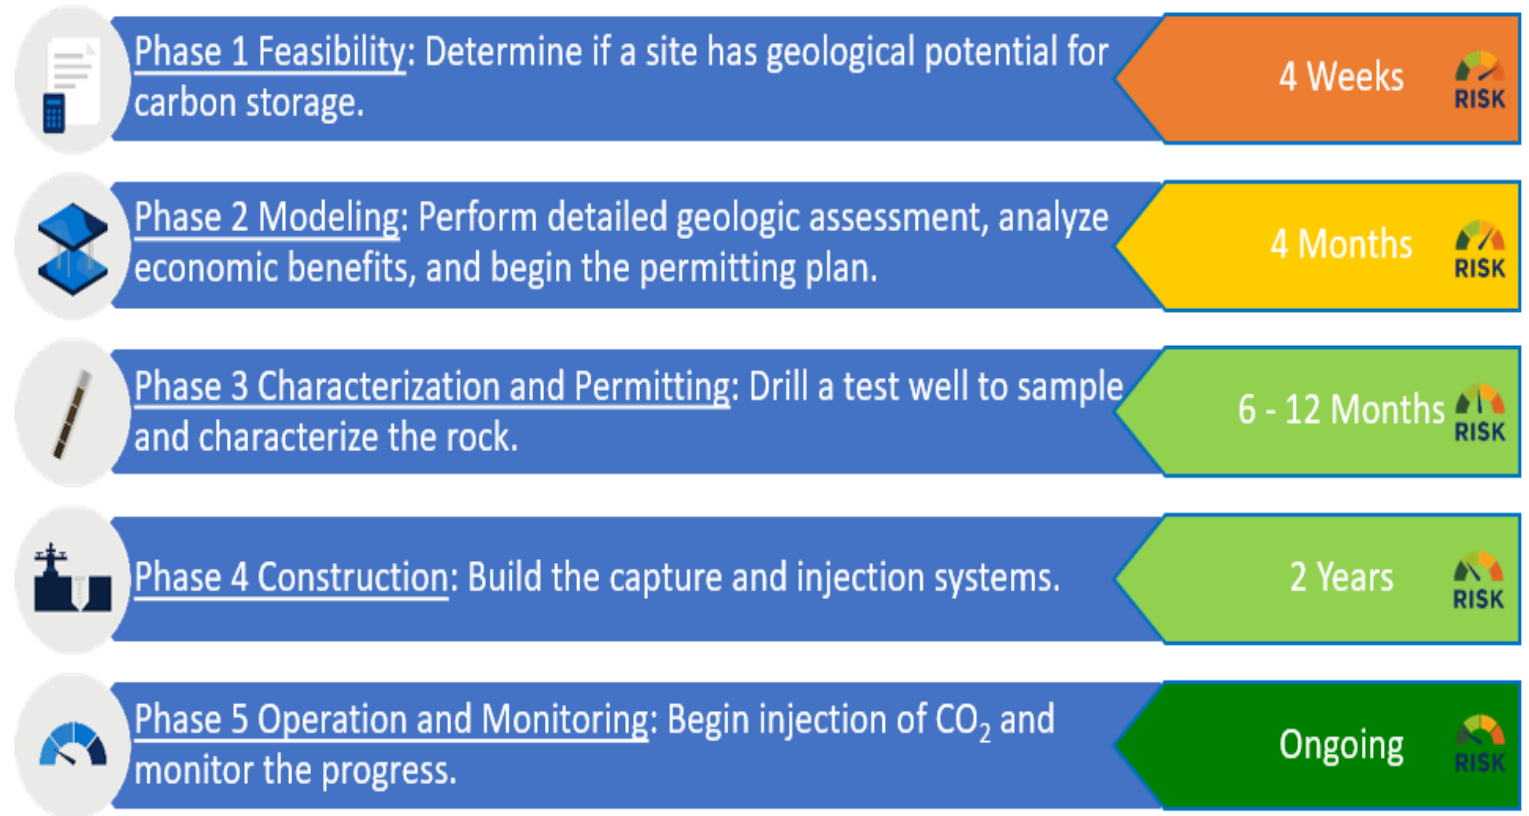 Phase 1 Feasibility: Determine if a site has geological potential for
carbon storage.
4 Weeks
RISK
Phase 2 Modeling: Perform detailed geologic assessment, analyze
economic benefits, and begin the permitting plan.
4 Months
RISK
Phase 3 Characterization and Permitting: Drill a test well to sample
and characterize the rock.
6 - 12 Months
RISK
Phase 4 Construction: Build the capture and injection systems.
2 Years
RISK
Phase 5 Operation and Monitoring: Begin injection of CO₂ and
monitor the progress.
Ongoing
RISK